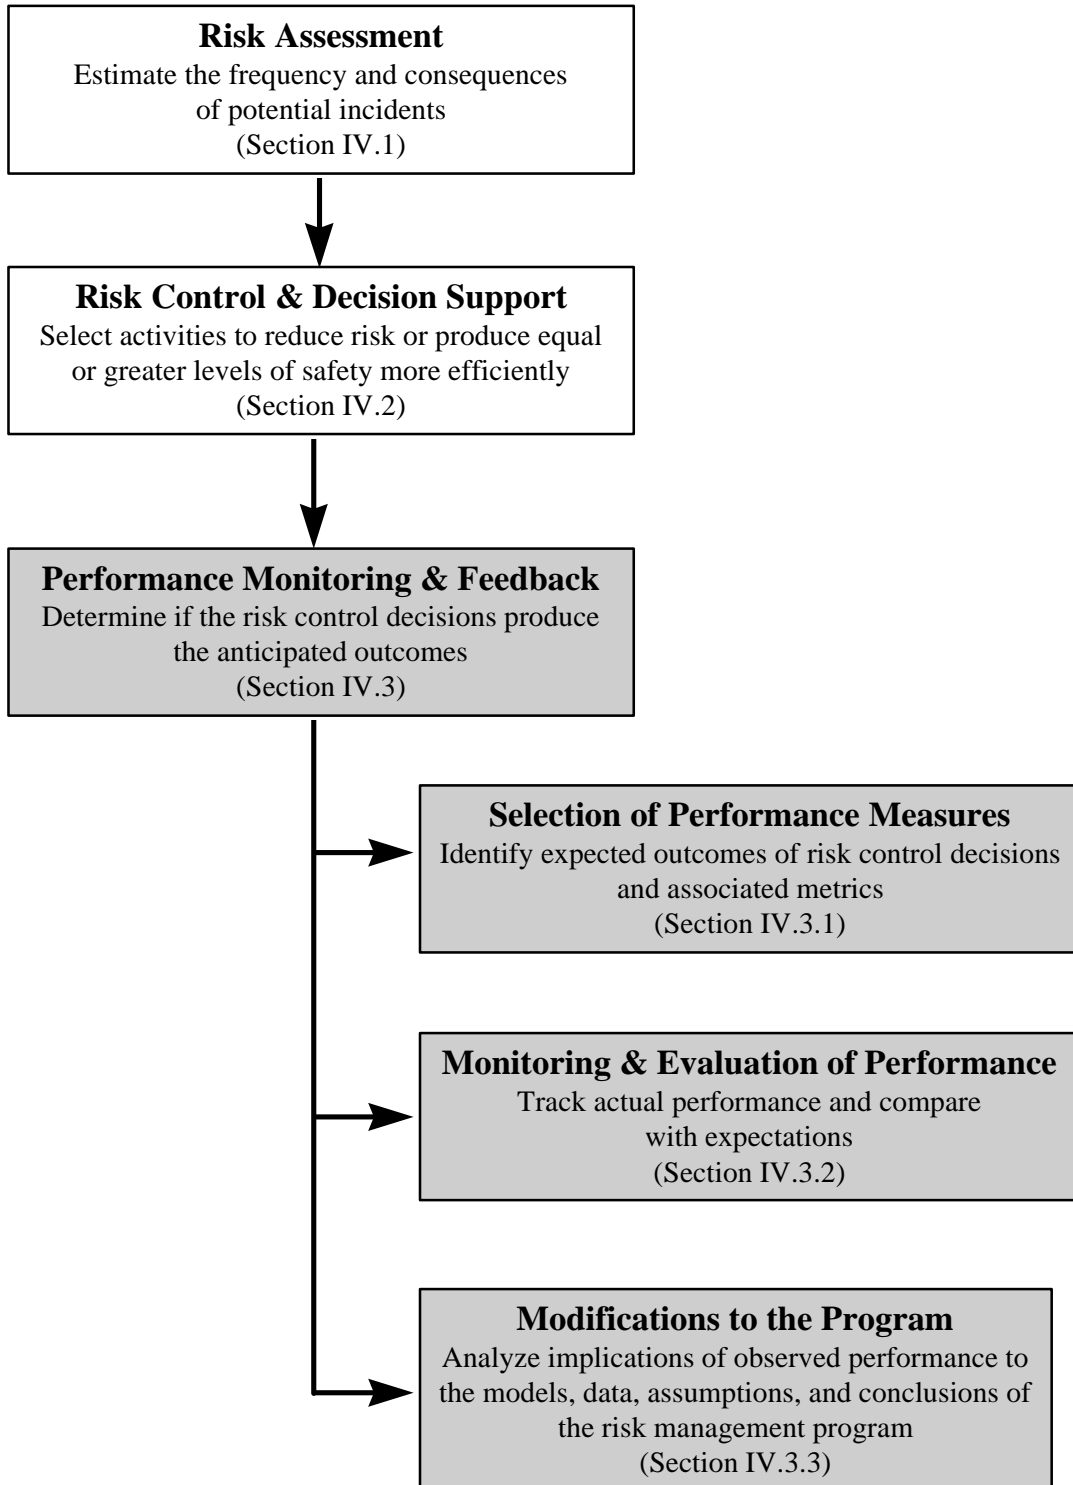 Risk Assessment
Estimate the frequency and consequences
of potential incidents
(Section IV.1)
Risk Control & Decision Support
Select activities to reduce risk or produce equal
or greater levels of safety more efficiently
(Section IV.2)
Performance Monitoring & Feedback
Determine if the risk control decisions produce
the anticipated outcomes
(Section IV.3)
Selection of Performance Measures
Identify expected outcomes of risk control decisions
and associated metrics
(Section IV.3.1)
Monitoring & Evaluation of Performance
Track actual performance and compare
with expectations
(Section IV.3.2)
Modifications to the Program
Analyze implications of observed performance to
the models, data, assumptions, and conclusions of
the risk management program
(Section IV.3.3)